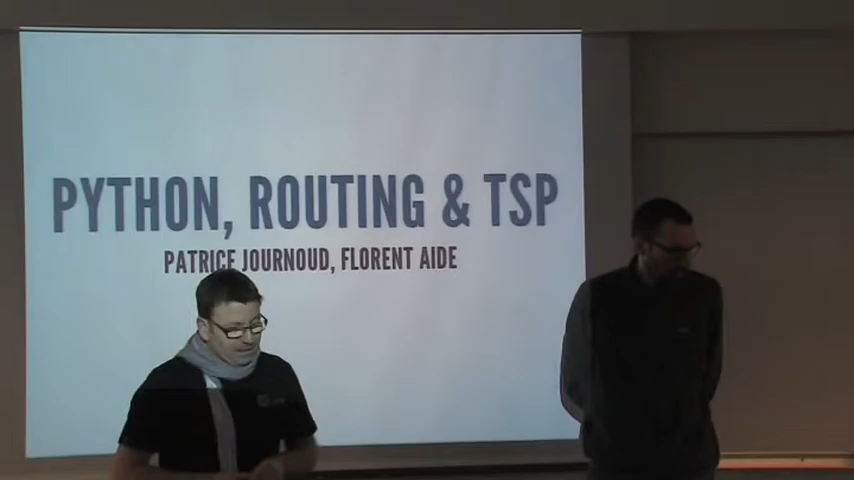 PYTHON, ROUTING & TSP
PATRICE JOURNOUD, FLORENT AIDE